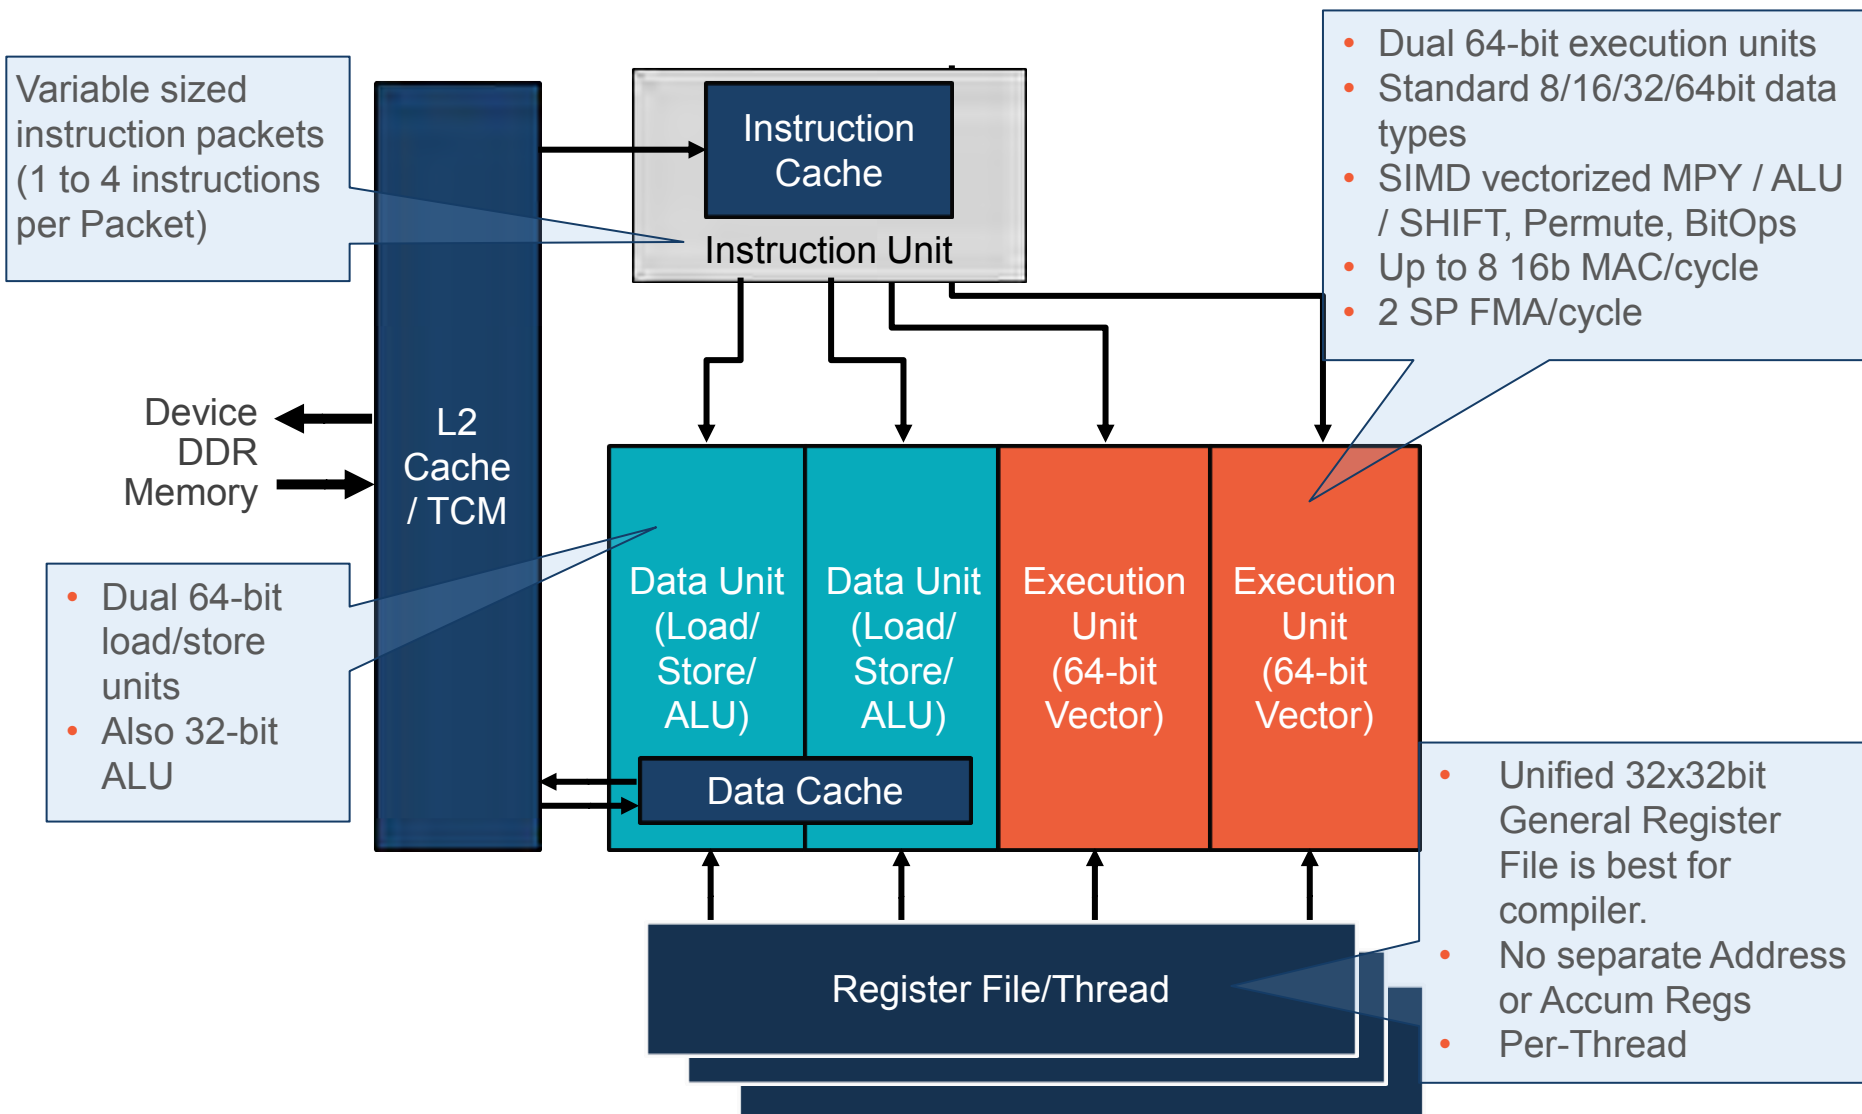 Variable sized
instruction packets
(1 to 4 instructions
per Packet)
Instruction
Cache
Instruction Unit
• Dual 64-bit execution units
• Standard 8/16/32/64bit data
types
• SIMD vectorized MPY / ALU
/ SHIFT, Permute, BitOps
• Up to 8 16b MAC/cycle
• 2 SP FMA/cycle
Device
DDR
Memory
L2
Cache
/ TCM
• Dual 64-bit
load/store
units
• Also 32-bit
ALU
Data Unit
(Load/
Store/
ALU)
Data Unit
(Load/
Store/
ALU)
Execution
Unit
(64-bit
Vector)
Execution
Unit
(64-bit
Vector)
Data Cache
Register File/Thread
• Unified 32x32bit
General Register
File is best for
compiler.
• No separate Address
or Accum Regs
• Per-Thread